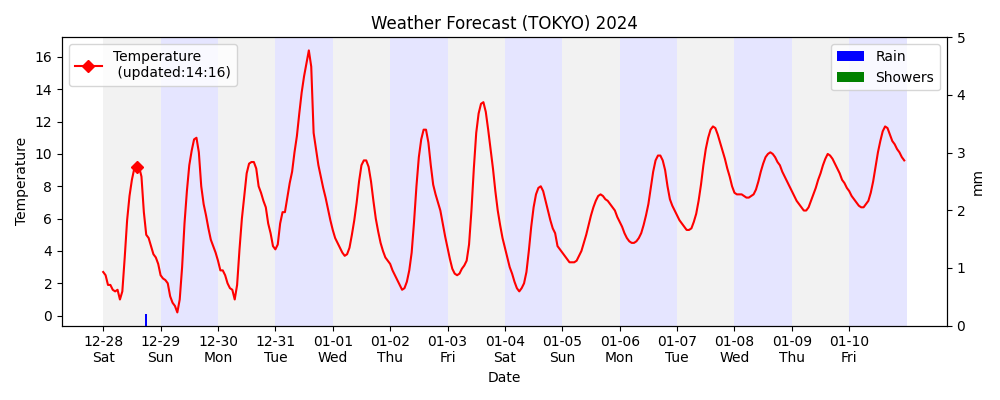 Weather Forecast (TOKYO) 2024
Temperature
(updated:14:16)
Rain
Showers
Temperature
16
14
12
10
8
6
4
2
0
5
4
3
2
1
0
mm
12-28 12-29 12-30 12-31 01-01 01-02 01-03 01-04 01-05 01-06 01-07 01-08 01-09 01-10
Sat Sun Mon Tue Wed Thu Fri Sat Sun Mon Tue Wed Thu Fri
Date